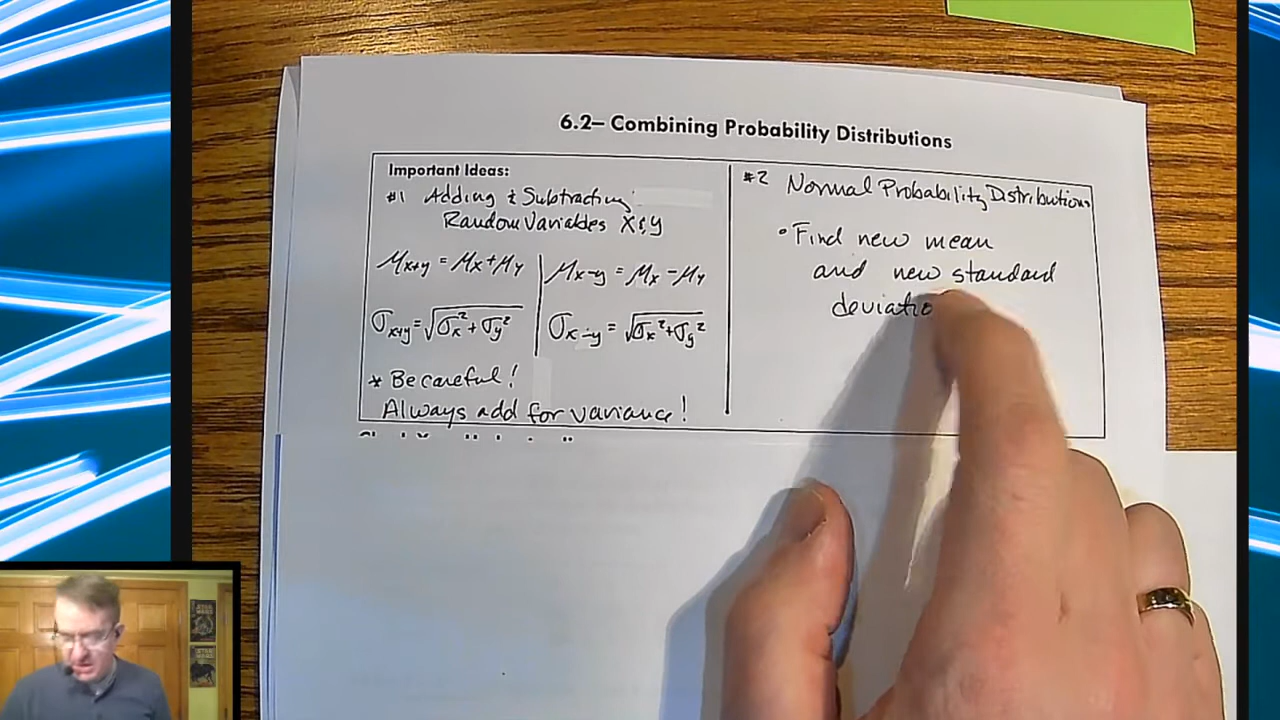 6.2– Combining Probability Distributions
Important Ideas:
#1 Adding & Subtracting
Random Variables X & Y
μx+y = μx + μy
μx-y = μx - μy
σx+y = √σx² + σy²
σx-y = √σx² + σy²
* Be careful!
Always add for variance!
#2 Normal Probability Distributions
• Find new mean
and new standard
deviatio
STAR
WARS